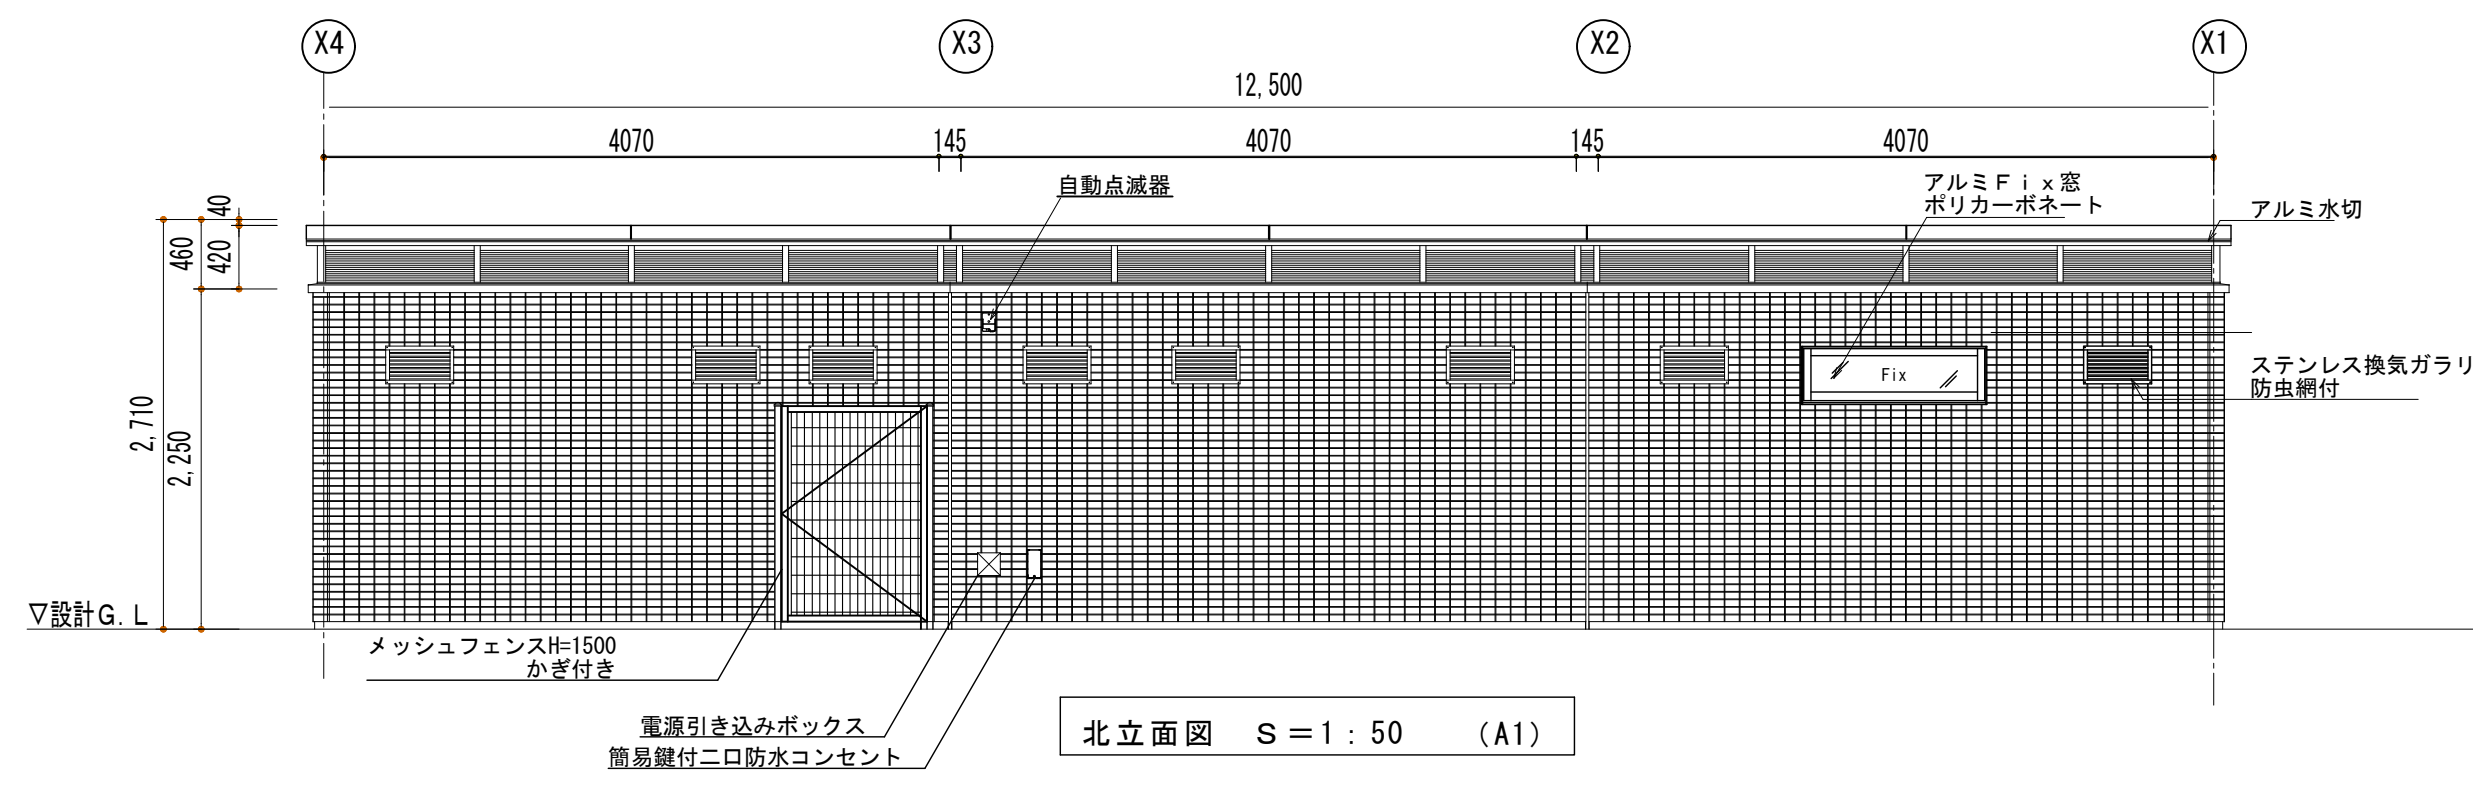 X4
X3
X2
X1
12,500
4070
145
4070
145
4070
自動点滅器
アルミＦｉｘ窓
ポリカーボネート
アルミ水切
40
460
420
2,710
2,250
Fix
ステンレス換気ガラリ
防虫網付
▽設計G.L
メッシュフェンスH=1500
かぎ付き
電源引き込みボックス
簡易鍵付二口防水コンセント
北立面図　Ｓ＝1：50　（A1）